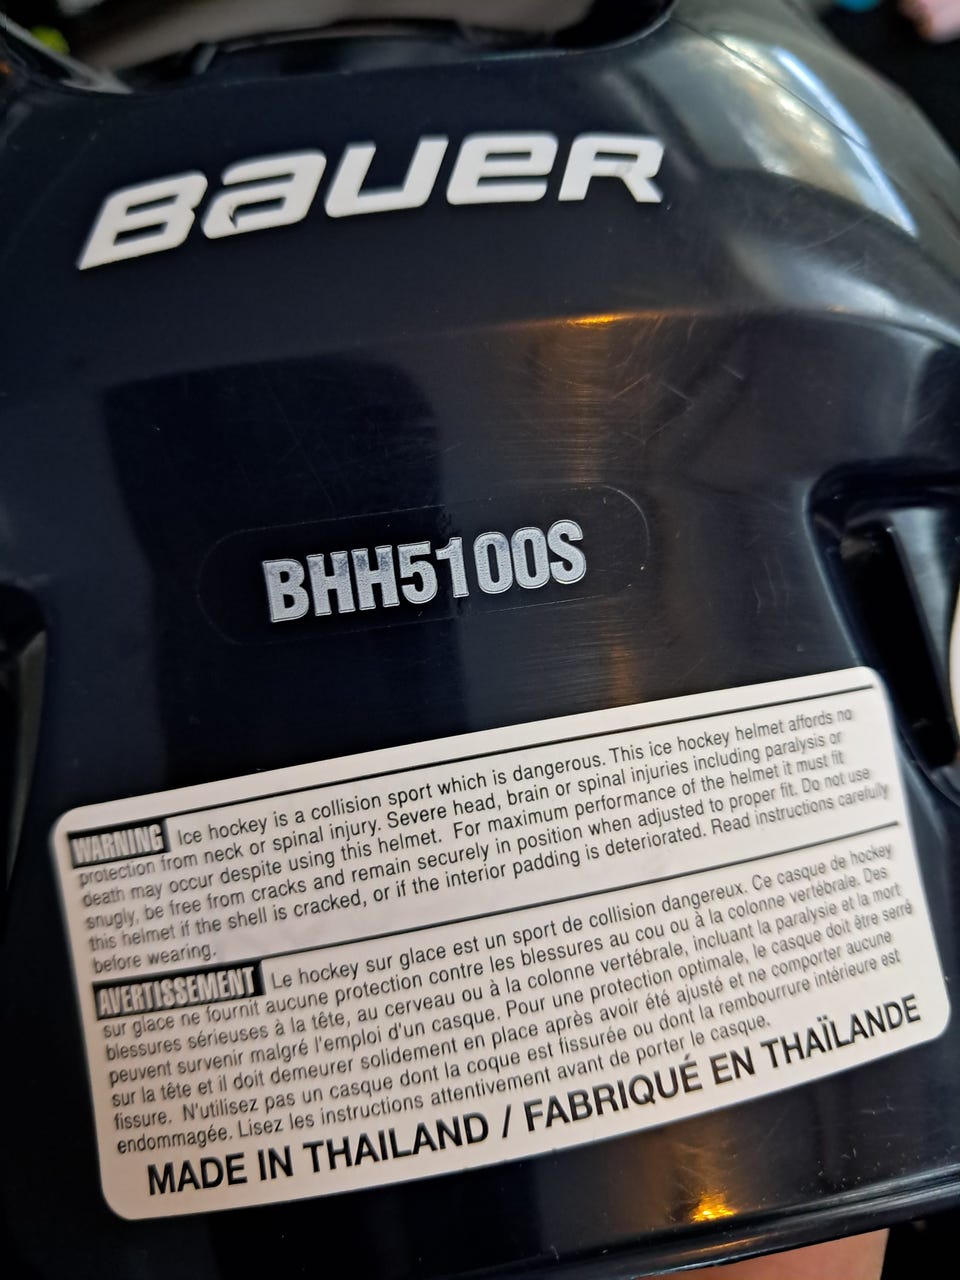 BAUER
BHH5100S
WARNING Ice hockey is a collision sport which is dangerous. This ice hockey helmet affords no
protection from neck or spinal injury. Severe head, brain or spinal injuries including paralysis or
death may occur despite using this helmet. For maximum performance of the helmet it must fit
snugly, be free from cracks and remain securely in position when adjusted to proper fit. Do not use
this helmet if the shell is cracked, or if the interior padding is deteriorated. Read instructions carefully
before wearing.
AVERTISSEMENT Le hockey sur glace est un sport de collision dangereux. Ce casque de hockey
sur glace ne fournit aucune protection contre les blessures au cou ou à la colonne vertébrale. Des
blessures sérieuses à la tête, au cerveau ou à la colonne vertébrale, incluant la paralysie et la mort
peuvent survenir malgré l'emploi d'un casque. Pour une protection optimale, le casque doit être serré
sur la tête et il doit demeurer solidement en place après avoir été ajusté et ne comporter aucune
fissure. N'utilisez pas un casque dont la coque est fissurée ou dont la rembourrure intérieure est
endommagée. Lisez les instructions attentivement avant de porter le casque.
MADE IN THAILAND / FABRIQUÉ EN THAÏLANDE